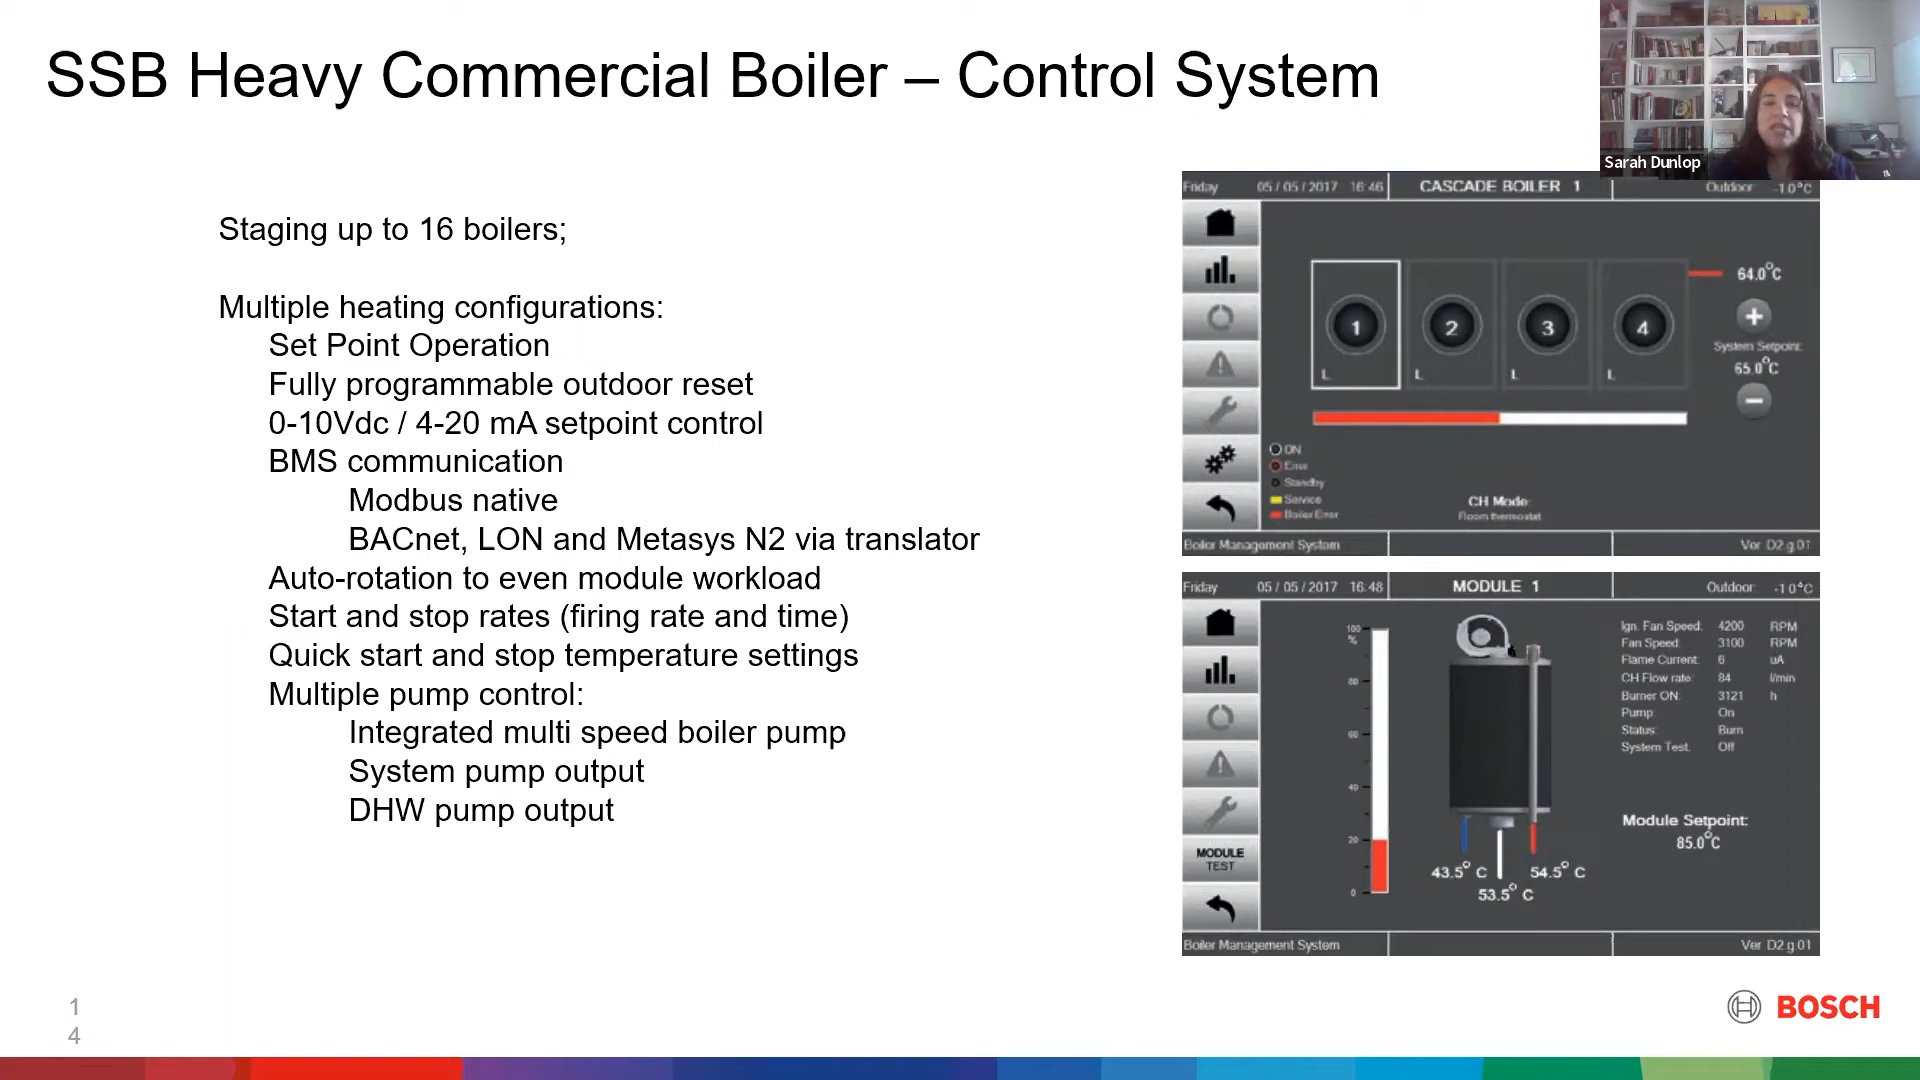 SSB Heavy Commercial Boiler – Control System
Sarah Dunlop
Staging up to 16 boilers;
Multiple heating configurations:
Set Point Operation
Fully programmable outdoor reset
0-10Vdc / 4-20 mA setpoint control
BMS communication
Modbus native
BACnet, LON and Metasys N2 via translator
Auto-rotation to even module workload
Start and stop rates (firing rate and time)
Quick start and stop temperature settings
Multiple pump control:
Integrated multi speed boiler pump
System pump output
DHW pump output
Friday 05/05/2017 16:46 CASCADE BOILER 1 Outdoor: -10°C
1 2 3 4
L L L L
64.0°C
+
System Setpoint:
65.0°C
−
ON
Error
Standby
Service
Boiler Error
CH Mode:
Room thermostat
Boiler Management System Ver D2.g.01
Friday 05/05/2017 16:48 MODULE 1 Outdoor: -10°C
100
%
80
60
40
20
0
Ign. Fan Speed: 4200 RPM
Fan Speed: 3100 RPM
Flame Current: 6 uA
CH Flow rate: 84 l/min
Burner ON: 3121 h
Pump: On
Status: Burn
System Test: Off
Module Setpoint:
85.0°C
43.5° C 54.5° C
53.5° C
MODULE
TEST
Boiler Management System Ver D2.g.01
1
4
BOSCH